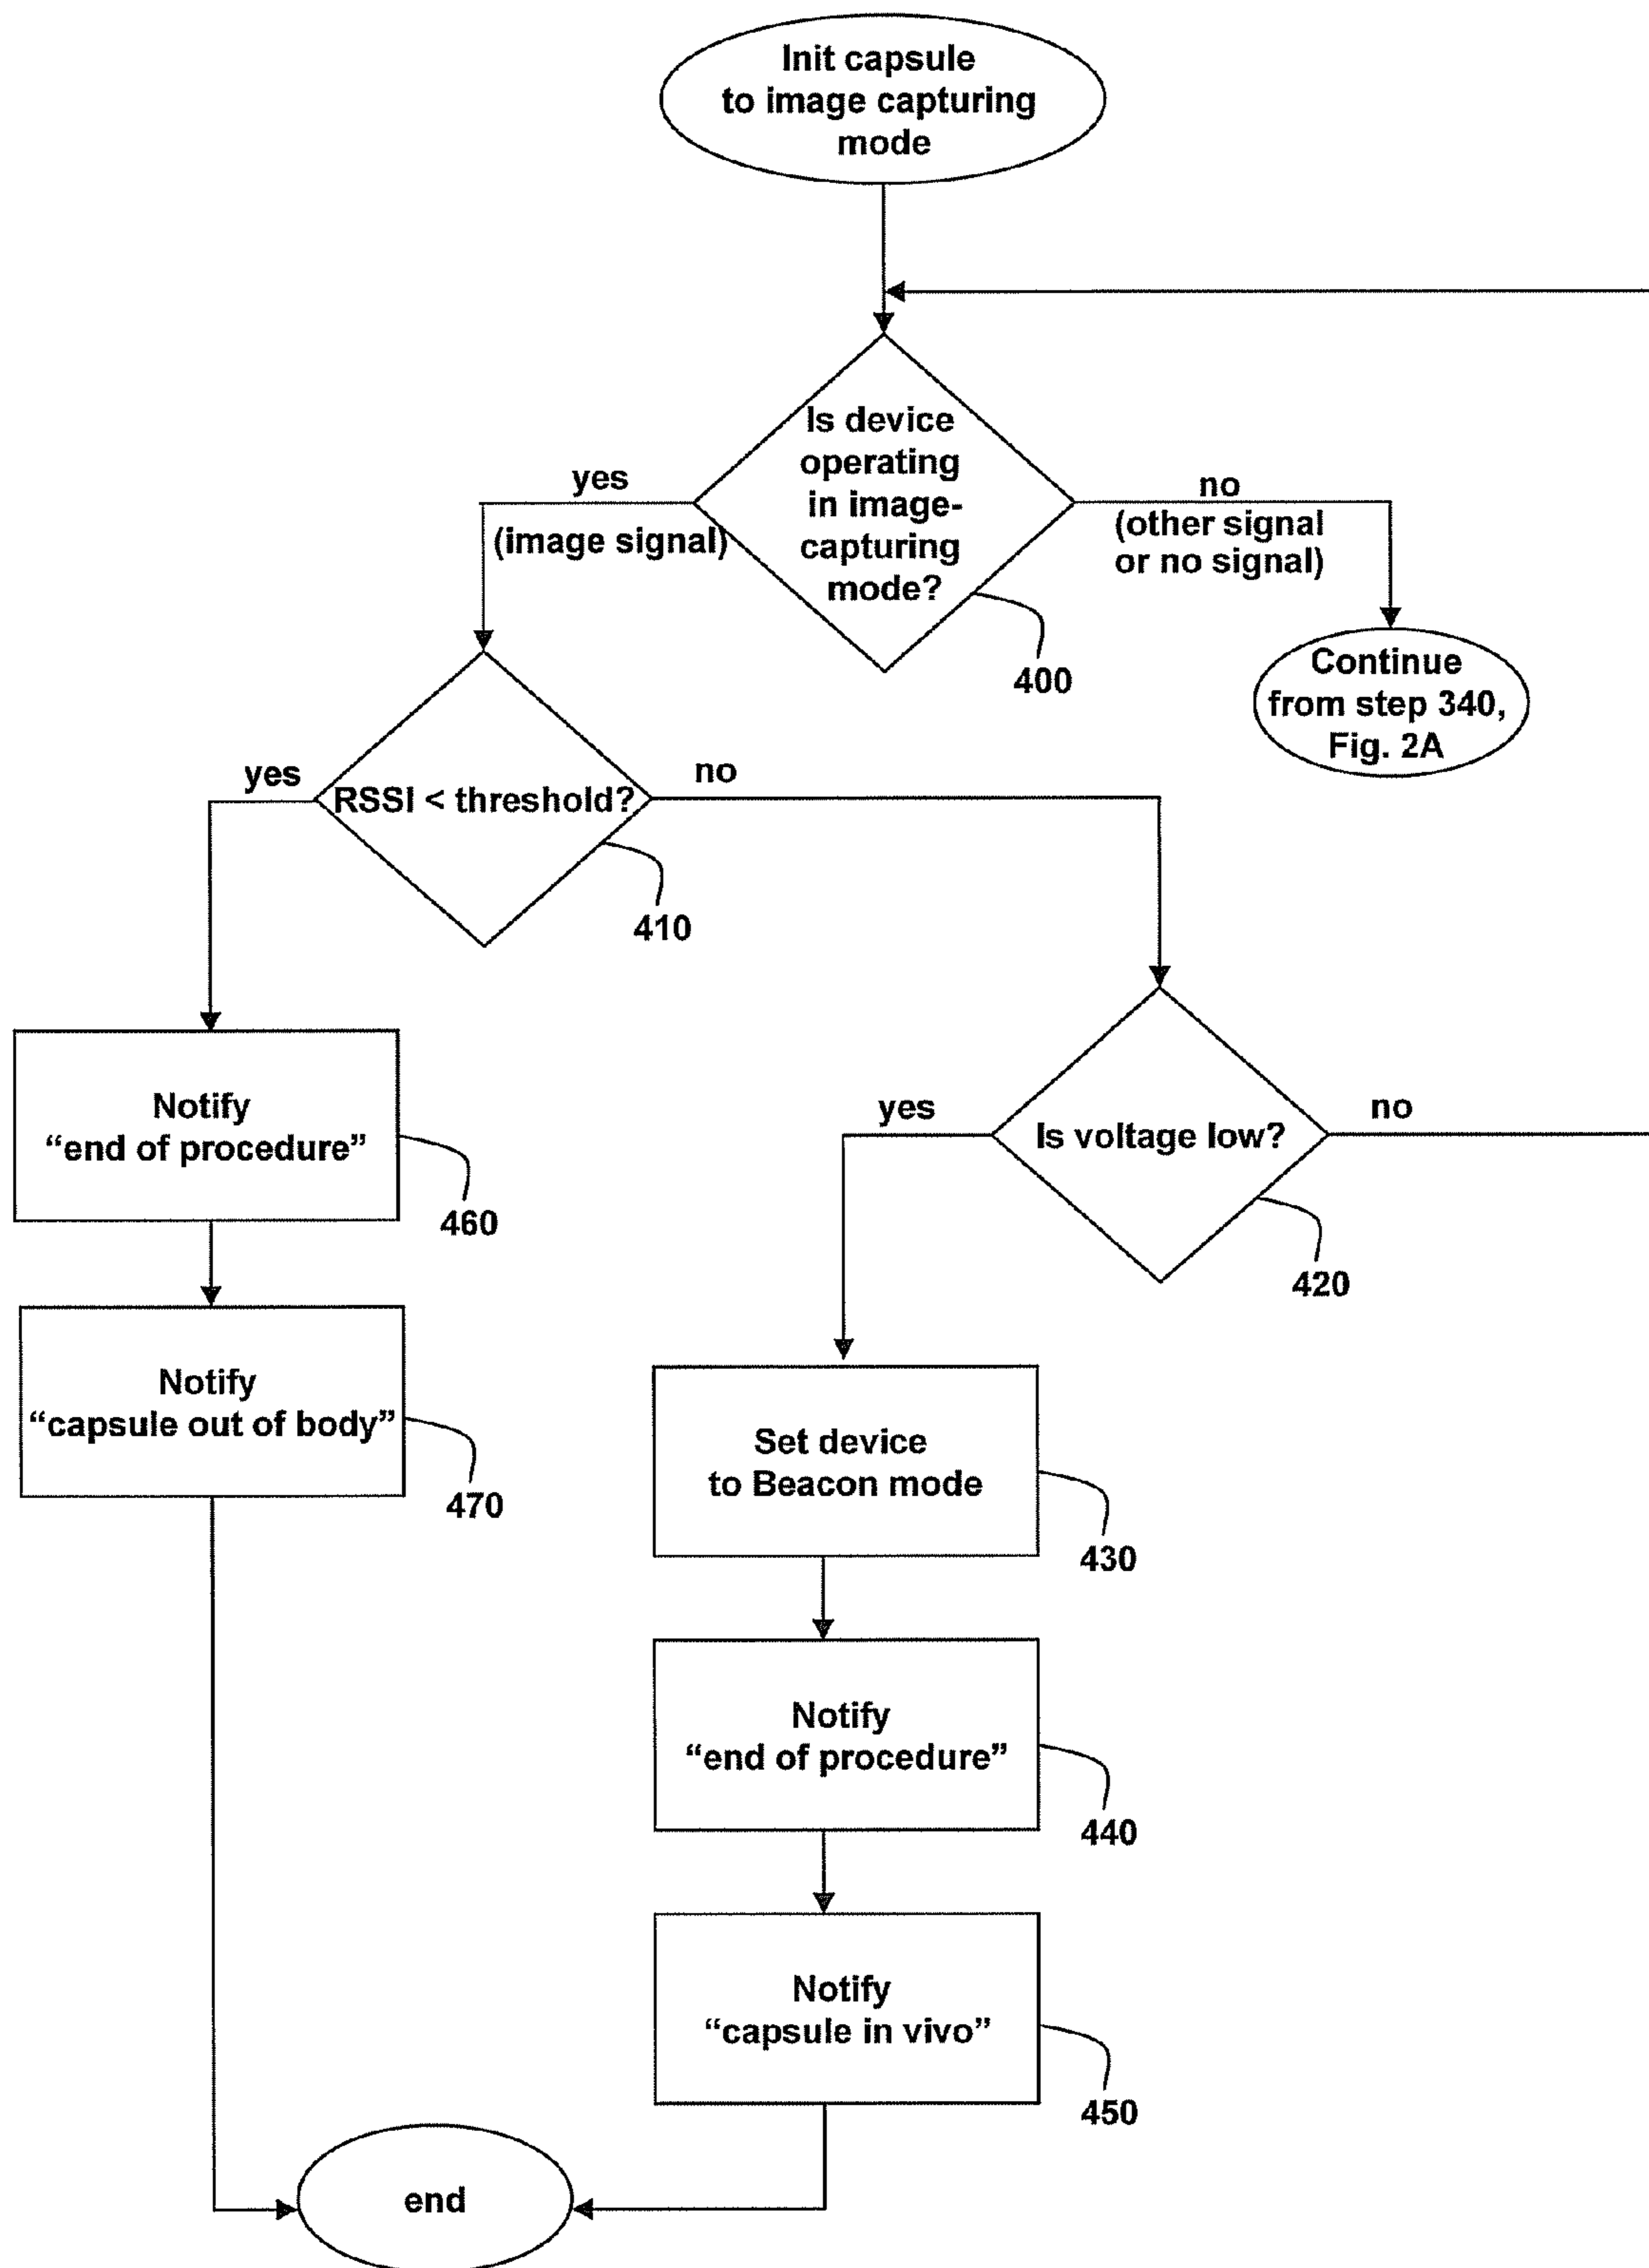 Init capsule
to image capturing
mode
Is device
operating
in image-
capturing
mode?
yes
(image signal)
no
(other signal
or no signal)
400
Continue
from step 340,
Fig. 2A
yes
RSSI < threshold?
no
410
Notify
“end of procedure”
460
yes
Is voltage low?
no
420
Notify
“capsule out of body”
470
Set device
to Beacon mode
430
Notify
“end of procedure”
440
Notify
“capsule in vivo”
450
end